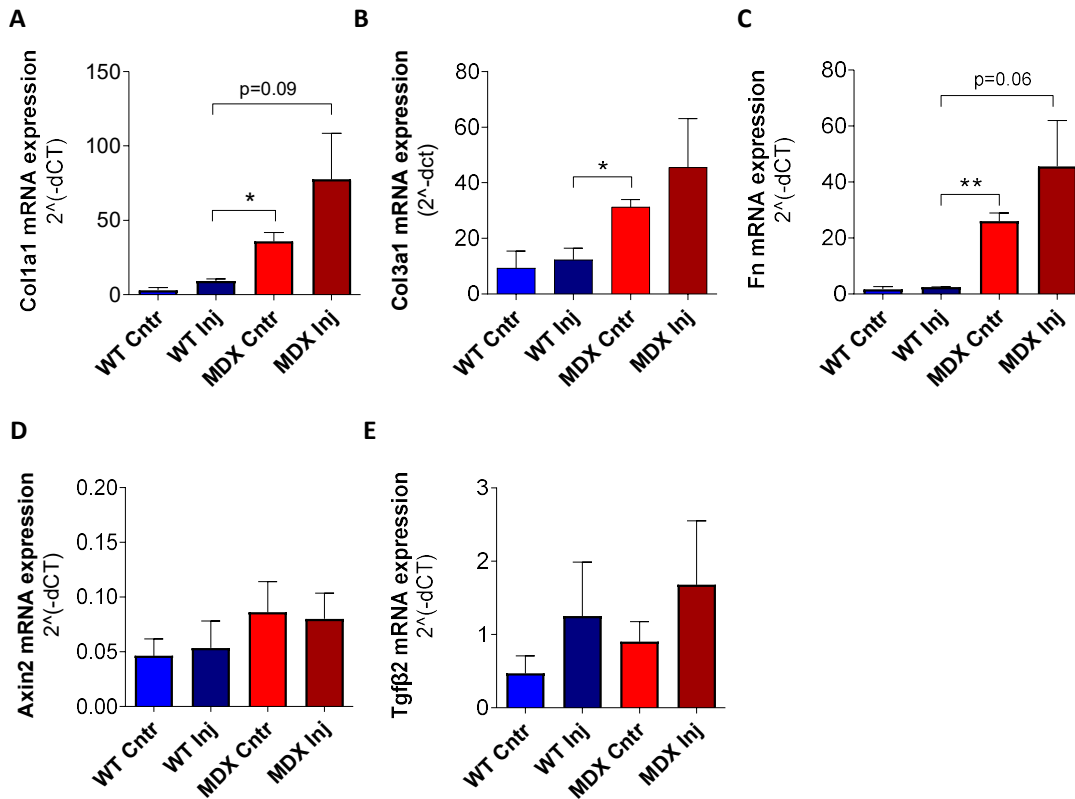 A
Col1a1 mRNA expression
2^(-dCT)
150
100
50
0
p=0.09
*
WT Cntr
WT Inj
MDX Cntr
MDX Inj
B
Col3a1 mRNA expression
(2^-dct)
80
60
40
20
0
*
WT Cntr
WT Inj
MDX Cntr
MDX Inj
C
Fn mRNA expression
2^(-dCT)
80
60
40
20
0
p=0.06
**
WT Cntr
WT Inj
MDX Cntr
MDX Inj
D
Axin2 mRNA expression
2^(-dCT)
0.20
0.15
0.10
0.05
0.00
WT Cntr
WT Inj
MDX Cntr
MDX Inj
E
Tgfβ2 mRNA expression
2^(-dCT)
3
2
1
0
WT Cntr
WT Inj
MDX Cntr
MDX Inj